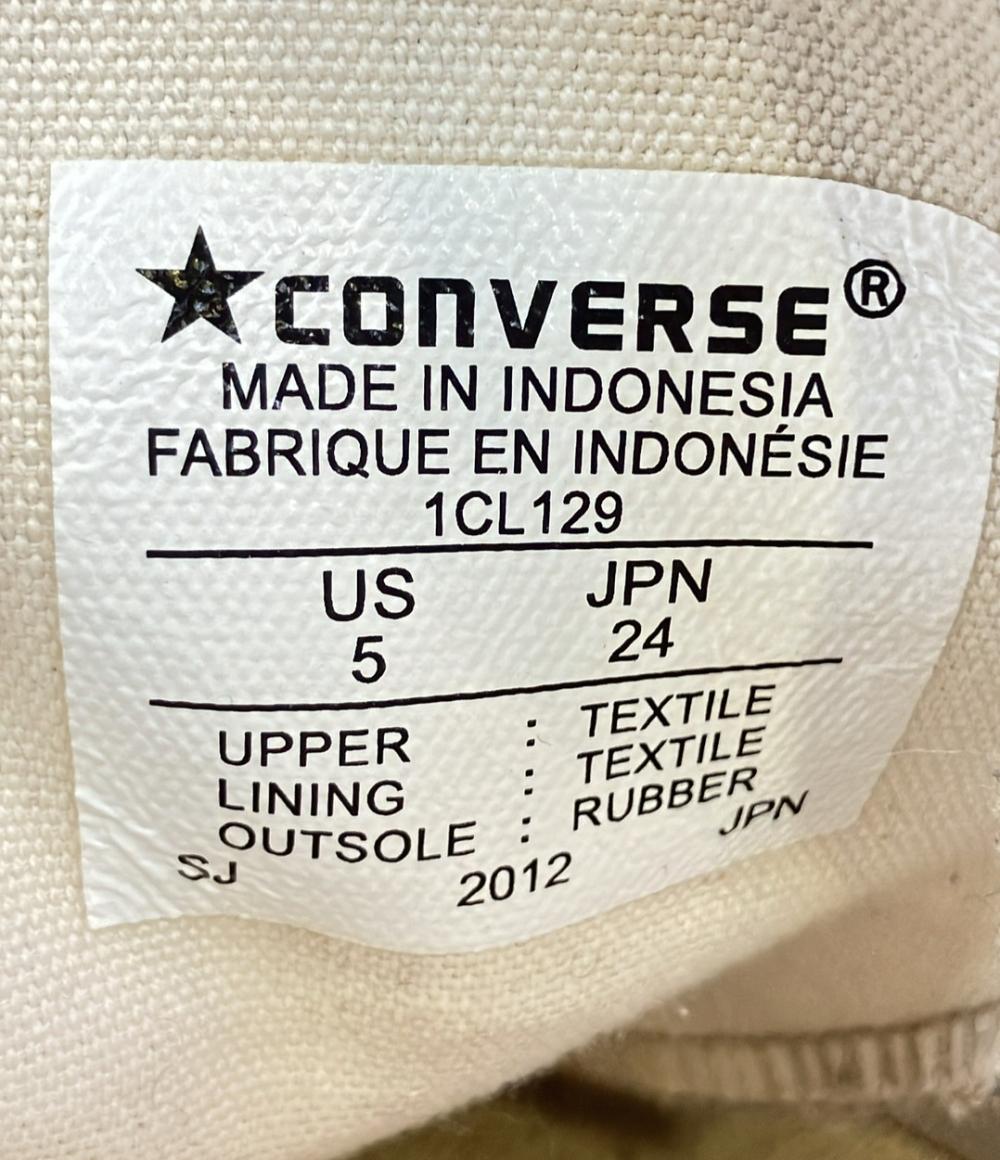 CONVERSE®
MADE IN INDONESIA
FABRIQUE EN INDONÉSIE
1CL129
US JPN
5 24
UPPER : TEXTILE
LINING : TEXTILE
OUTSOLE : RUBBER
SJ 2012 JPN